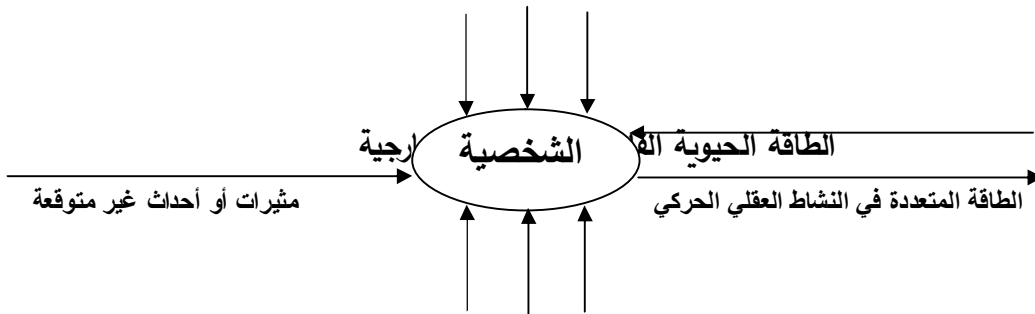 الطاقة الحيوية
الشخصية
مثيرات أو أحداث غير متوقعة
الطاقة المتعددة في النشاط العقلي الحركي